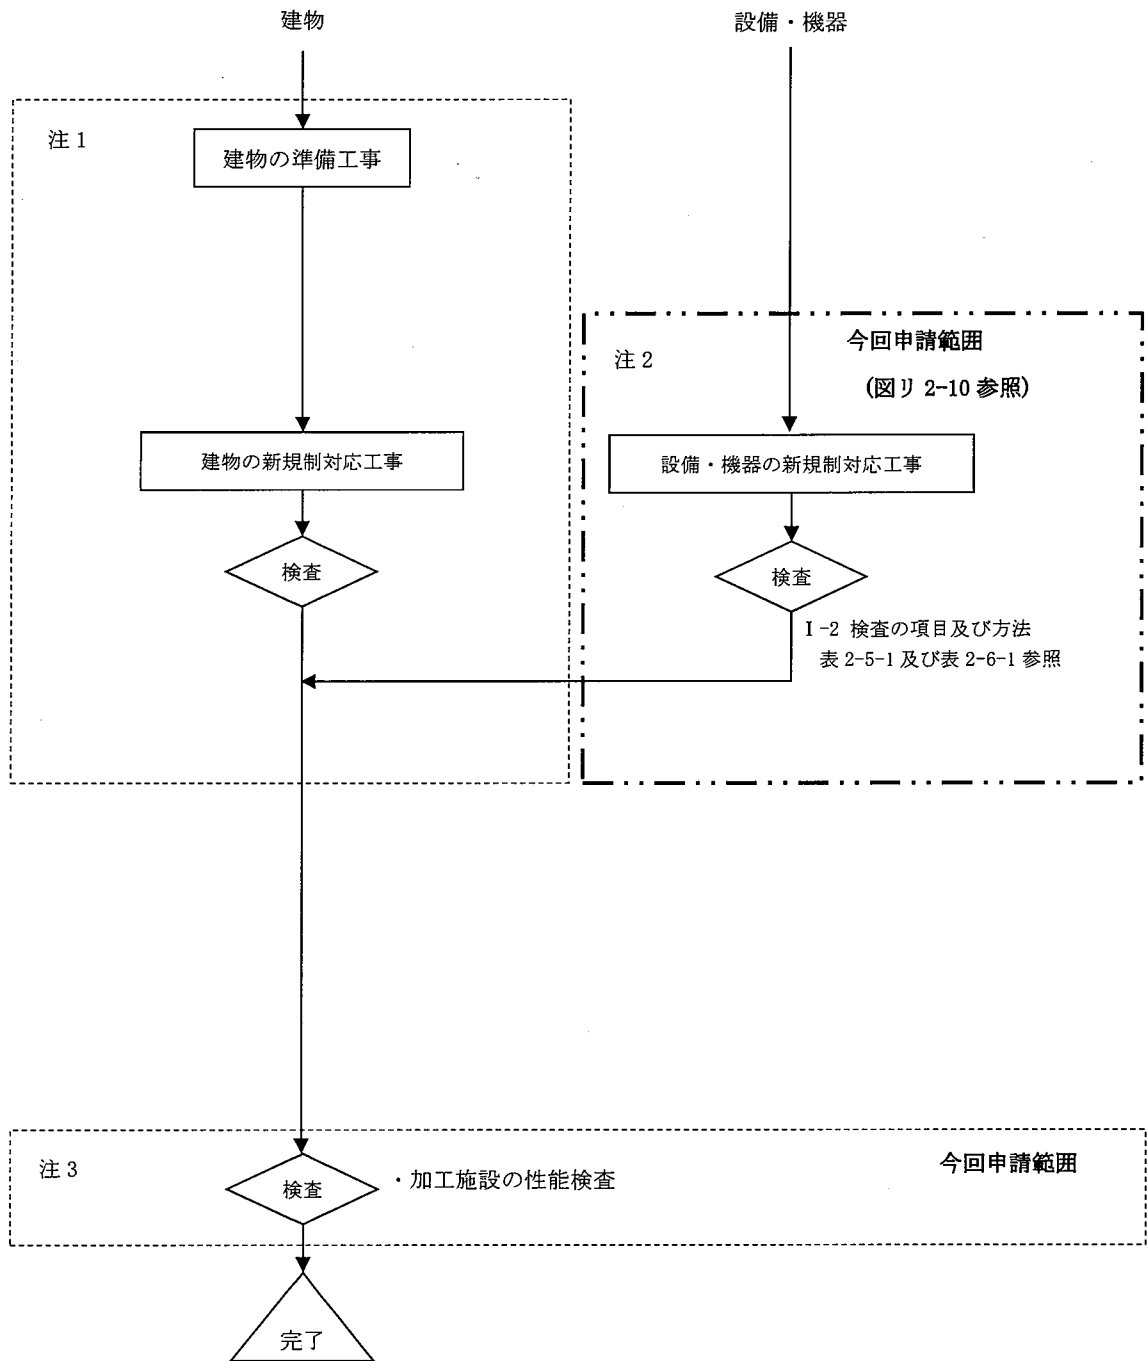 建物
設備・機器
注1
建物の準備工事
今回申請範囲
注2
(図リ 2-10 参照)
建物の新規制対応工事
設備・機器の新規制対応工事
検査
検査
Ⅰ-2 検査の項目及び方法
表 2-5-1 及び表 2-6-1 参照
注3
検査
・加工施設の性能検査
今回申請範囲
完了